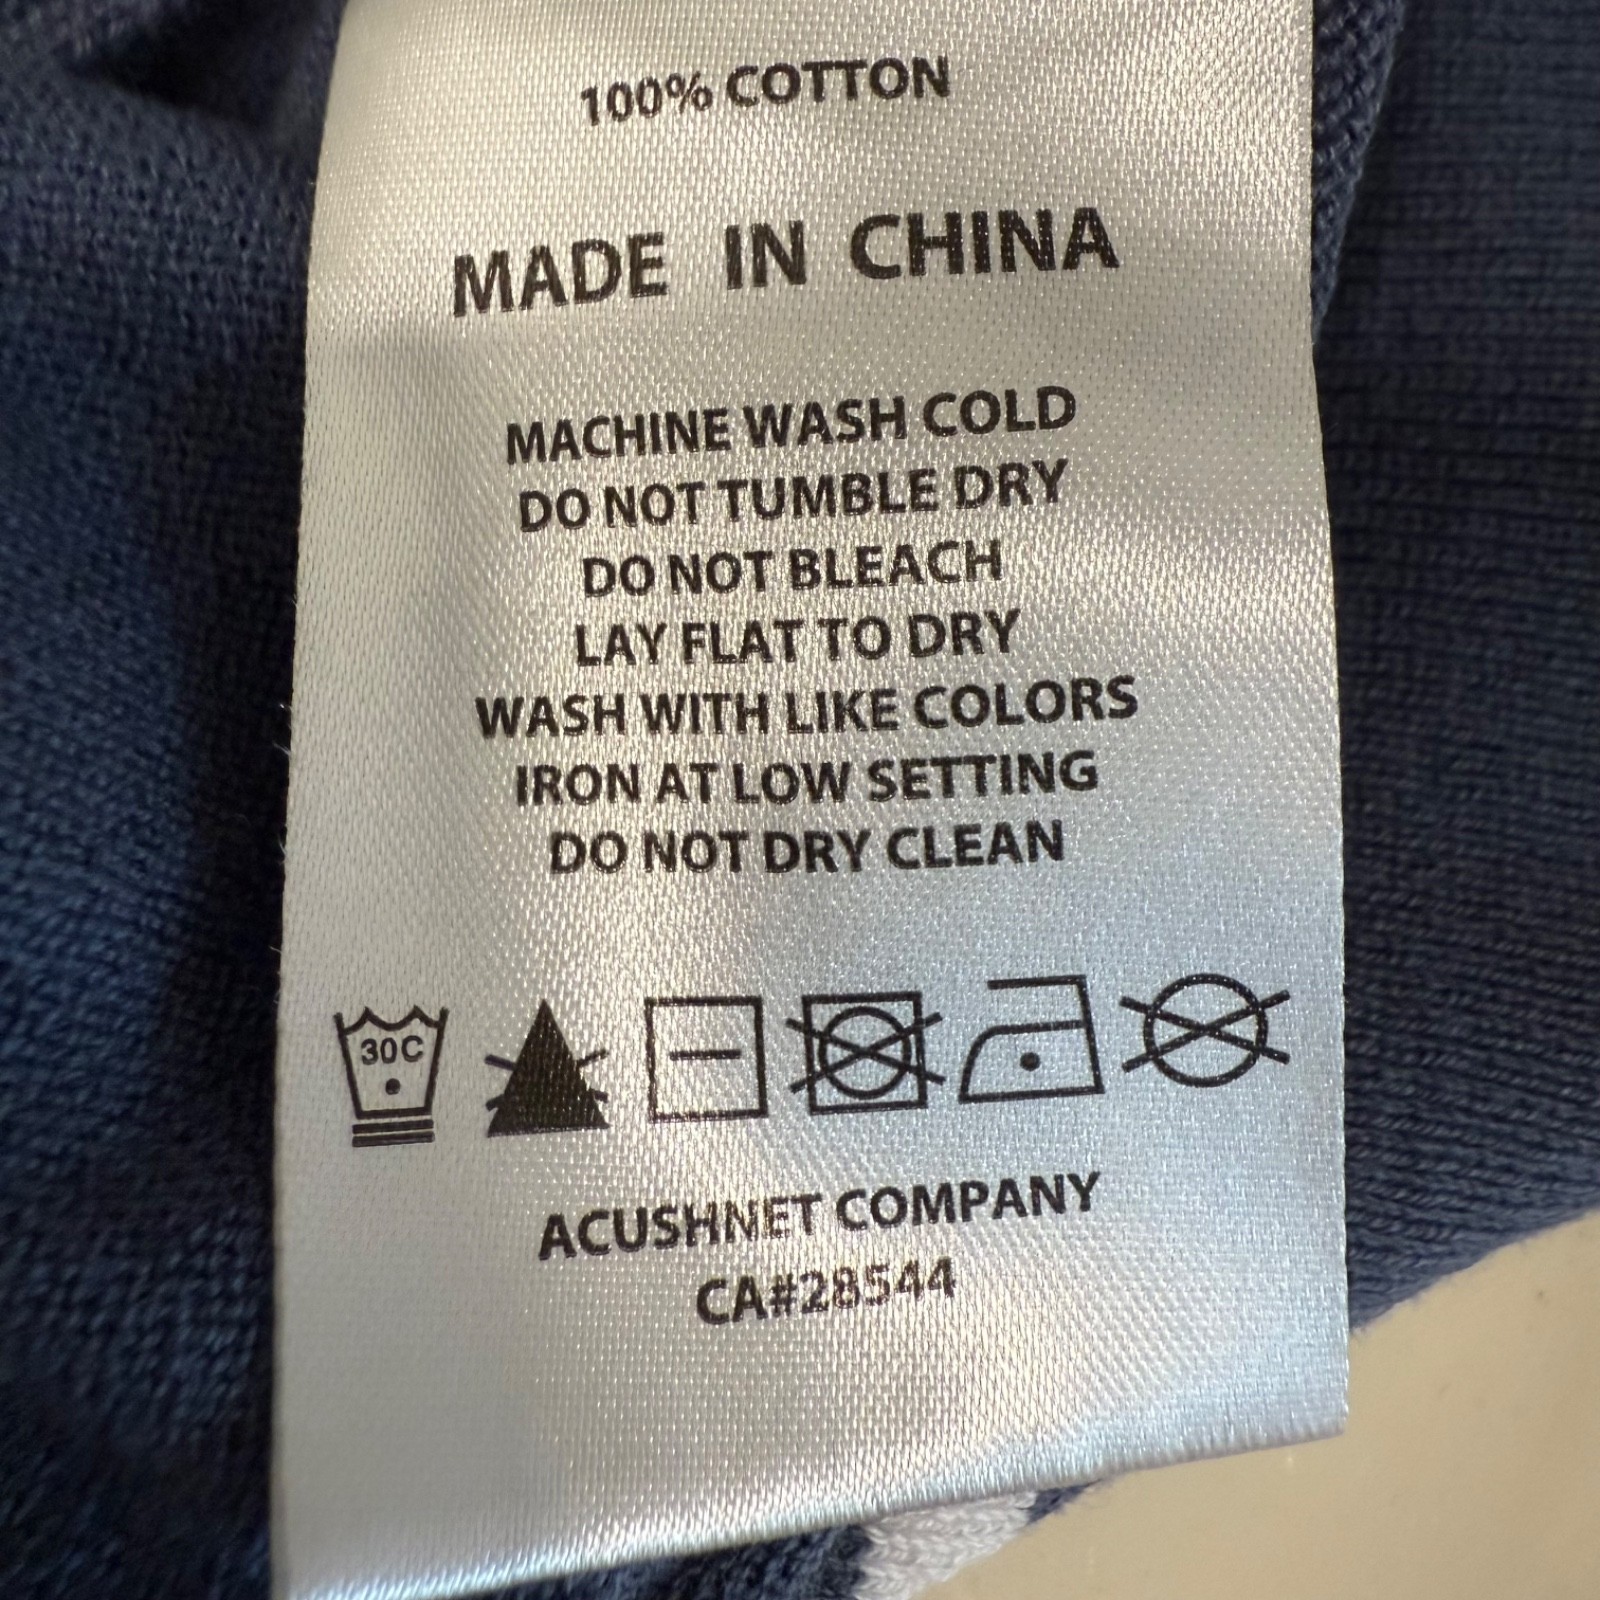 100% COTTON
MADE IN CHINA
MACHINE WASH COLD
DO NOT TUMBLE DRY
DO NOT BLEACH
LAY FLAT TO DRY
WASH WITH LIKE COLORS
IRON AT LOW SETTING
DO NOT DRY CLEAN
30C
ACUSHNET COMPANY
CA#28544